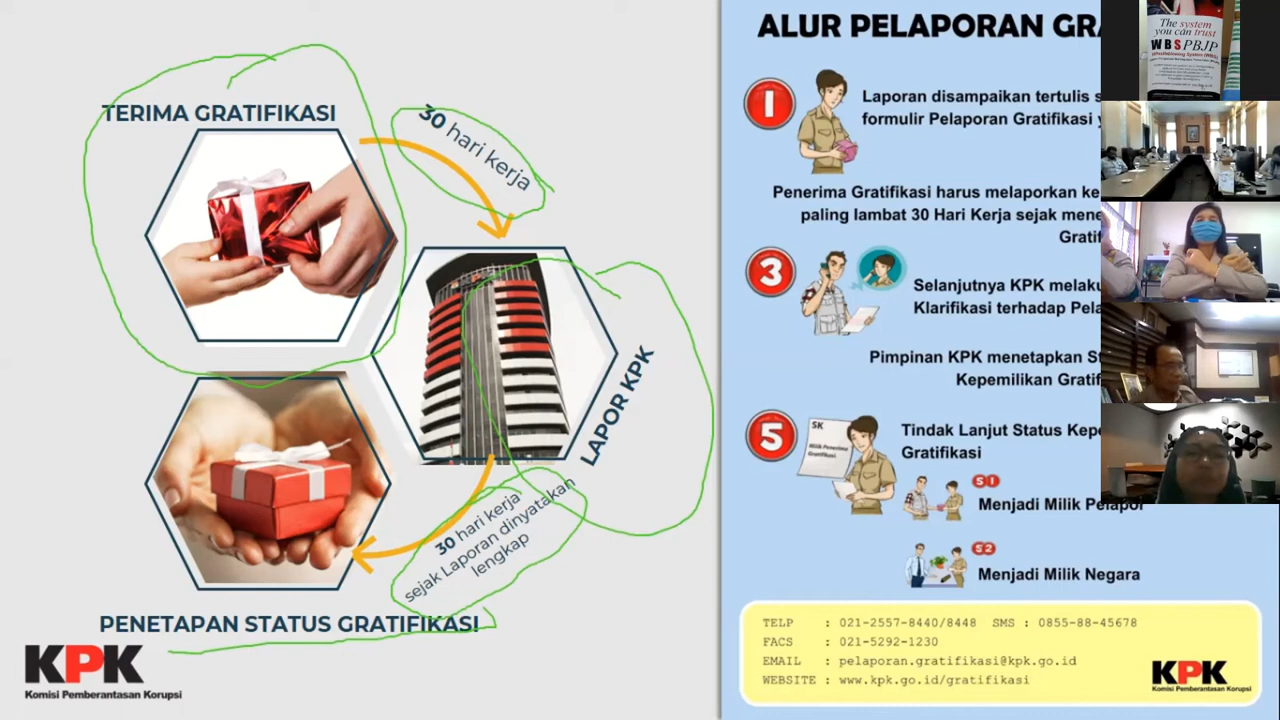 TERIMA GRATIFIKASI
30 hari kerja
LAPOR KPK
30 hari kerja
sejak Laporan dinyatakan
lengkap
PENETAPAN STATUS GRATIFIKASI
KPK
Komisi Pemberantasan Korupsi
ALUR PELAPORAN GRA
1
Laporan disampaikan tertulis s
formulir Pelaporan Gratifikasi y
Penerima Gratifikasi harus melaporkan ke
paling lambat 30 Hari Kerja sejak mene
Gratif
3
Selanjutnya KPK melaku
Klarifikasi terhadap Pela
Pimpinan KPK menetapkan St
Kepemilikan Gratif
5
SK
Milik Penerima
Gratifikasi
Tindak Lanjut Status Kepe
Gratifikasi
5 1
Menjadi Milik Pelapor
5 2
Menjadi Milik Negara
TELP : 021-2557-8440/8448 SMS : 0855-88-45678
FACS : 021-5292-1230
EMAIL : pelaporan.gratifikasi@kpk.go.id
WEBSITE : www.kpk.go.id/gratifikasi
KPK
Komisi Pemberantasan Korupsi
The system
you can trust
WBSPBJP